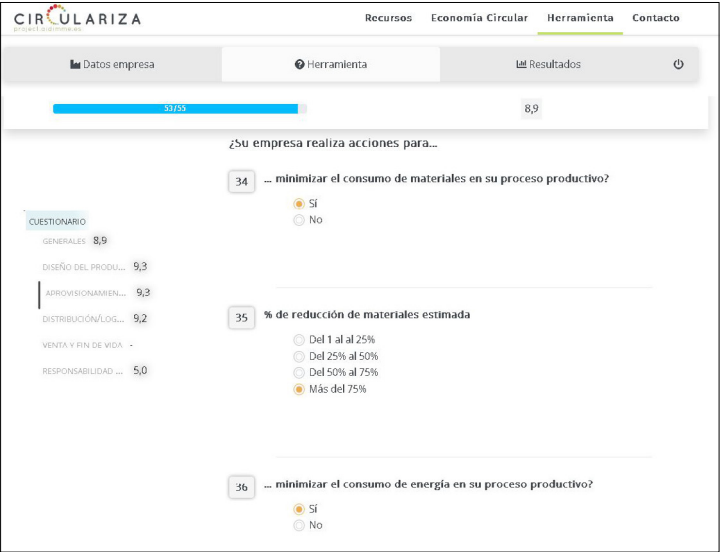 CIRCULARIZA
project.aidimme.es
Recursos Economía Circular Herramienta Contacto
Datos empresa Herramienta Resultados
53/55 8,9
¿Su empresa realiza acciones para...
34 ... minimizar el consumo de materiales en su proceso productivo?
Sí
No
CUESTIONARIO
GENERALES 8,9
DISEÑO DEL PRODU... 9,3
APROVISIONAMIEN... 9,3
DISTRIBUCIÓN/LOG... 9,2
VENTA Y FIN DE VIDA -
RESPONSABILIDAD ... 5,0
35 % de reducción de materiales estimada
Del 1 al al 25%
Del 25% al 50%
Del 50% al 75%
Más del 75%
36 ... minimizar el consumo de energía en su proceso productivo?
Sí
No